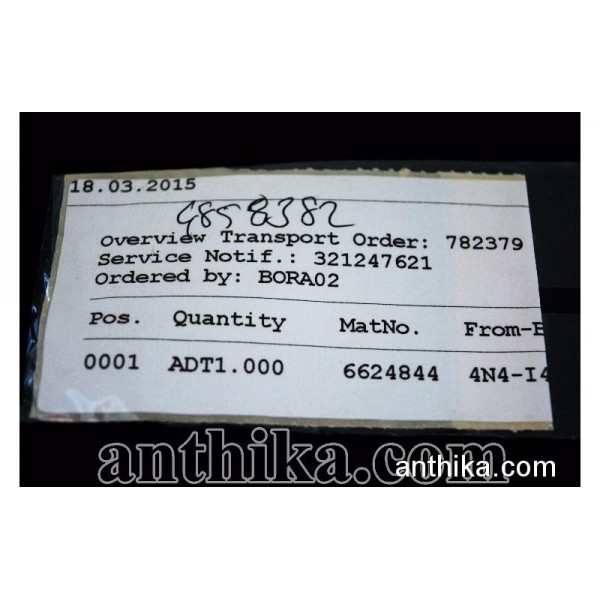 18.03.2015
9858382
Overview Transport Order: 782379
Service Notif.: 321247621
Ordered by: BORA02
Pos. Quantity MatNo. From-B
0001 ADT1.000 6624844 4N4-I4
anthika.com
anthika.com